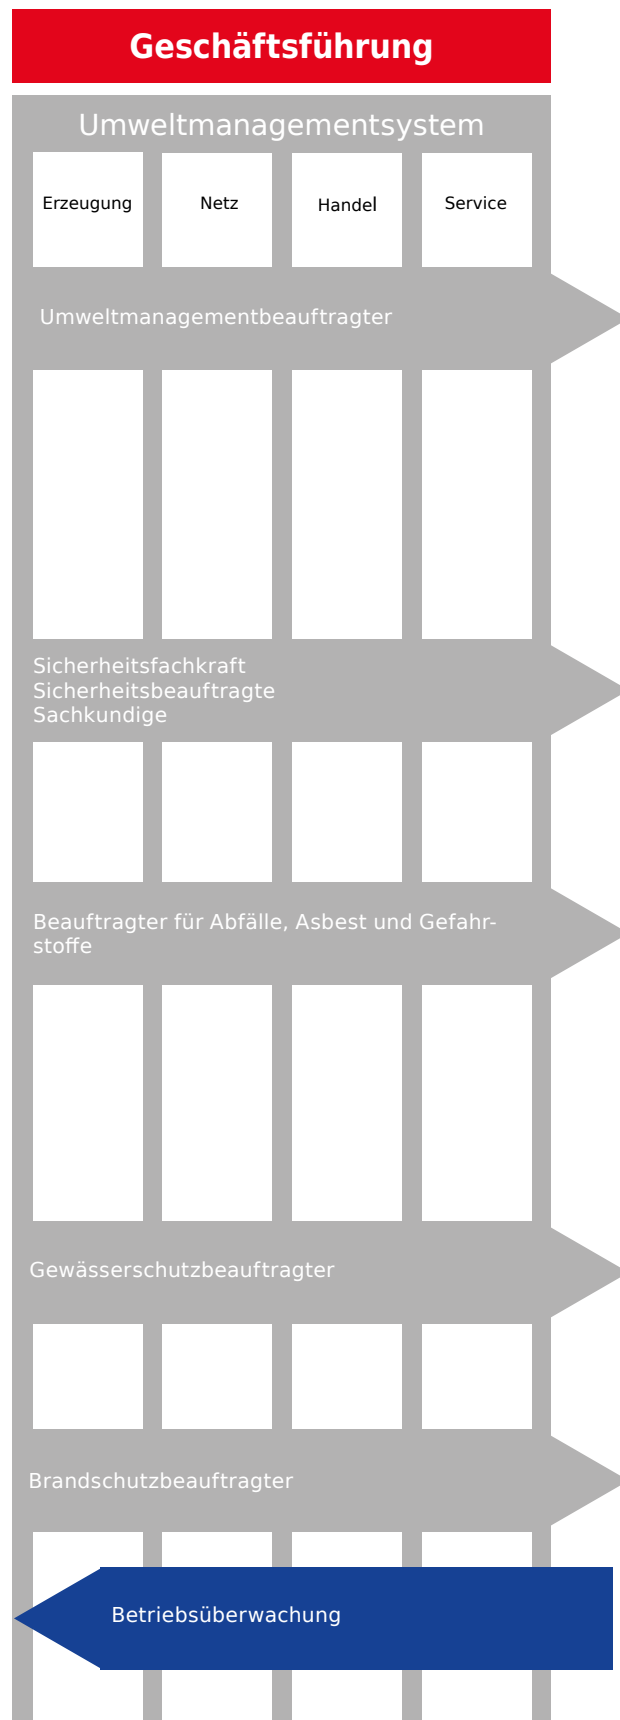 Geschäftsführung
Umweltmanagementsystem
Erzeugung
Netz
Handel
Service
Umweltmanagementbeauftragter
Sicherheitsfachkraft
Sicherheitsbeauftragte
Sachkundige
Beauftragter für Abfälle, Asbest und Gefahr-
stoffe
Gewässerschutzbeauftragter
Brandschutzbeauftragter
Betriebsüberwachung